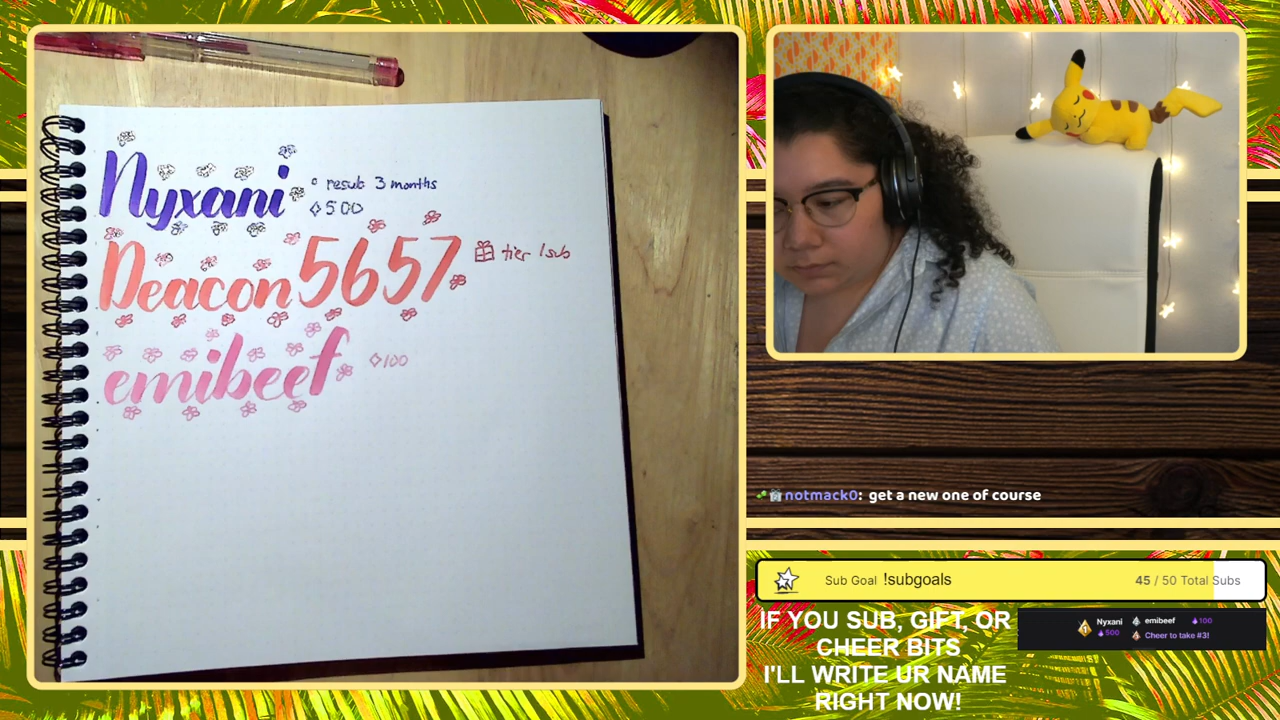 Nyxani
° resub 3 months
◇500
Deacon5657
tier 1 sub
emibeef
◇100
notmack0: get a new one of course
Sub Goal !subgoals
45 / 50 Total Subs
IF YOU SUB, GIFT, OR
CHEER BITS
I'LL WRITE UR NAME
RIGHT NOW!
1 Nyxani 500
emibeef 100
Cheer to take #3!